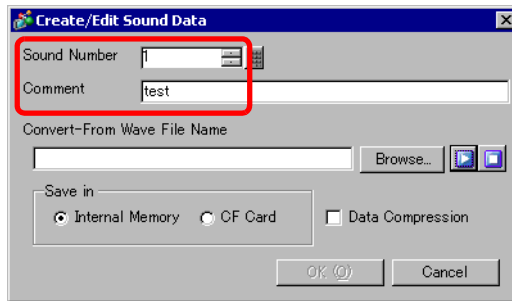 Create/Edit Sound Data
Sound Number 1
Comment test
Convert-From Wave File Name
Browse...
Save in
Internal Memory CF Card Data Compression
OK (O) Cancel